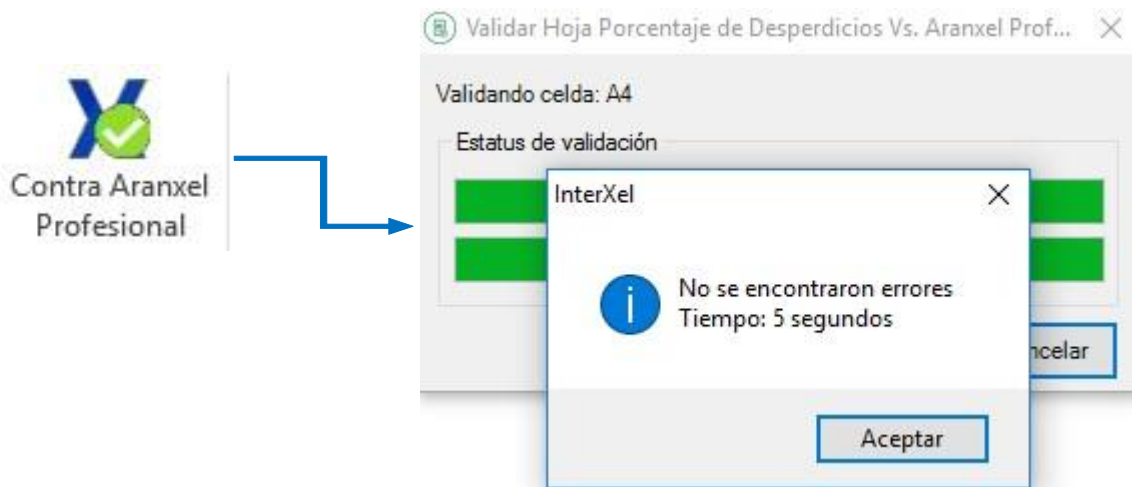 Validar Hoja Porcentaje de Desperdicios Vs. Aranxel Prof...
Validando celda: A4
Estatus de validación
Contra Aranxel
Profesional
InterXel
No se encontraron errores
Tiempo: 5 segundos
ncelar
Aceptar